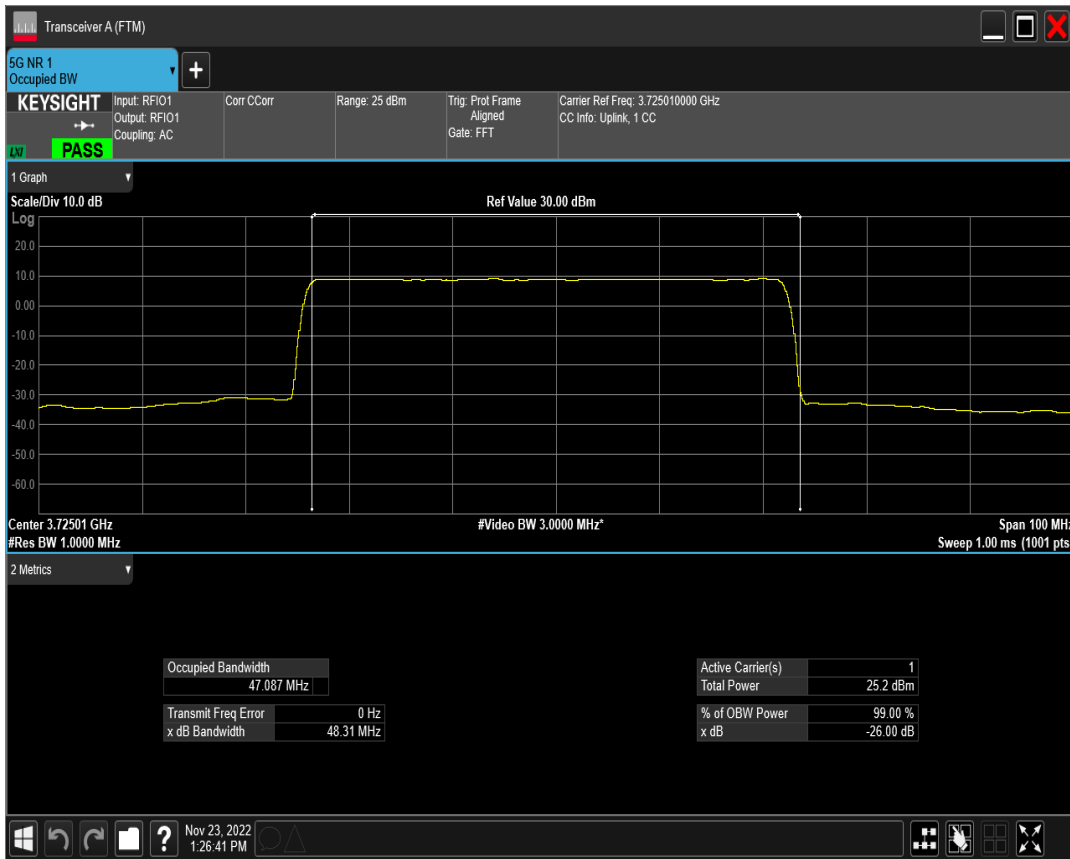 Transceiver A (FTM)
5G NR 1
Occupied BW
+
KEYSIGHT
LXI
PASS
Input: RFIO1
Output: RFIO1
Coupling: AC
Corr CCorr
Range: 25 dBm
Trig: Prot Frame
Aligned
Gate: FFT
Carrier Ref Freq: 3.725010000 GHz
CC Info: Uplink, 1 CC
1 Graph
Scale/Div 10.0 dB
Ref Value 30.00 dBm
Log
20.0
10.0
0.00
-10.0
-20.0
-30.0
-40.0
-50.0
-60.0
Center 3.72501 GHz
#Video BW 3.0000 MHz*
Span 100 MHz
#Res BW 1.0000 MHz
Sweep 1.00 ms (1001 pts
2 Metrics
Occupied Bandwidth
47.087 MHz
Transmit Freq Error 0 Hz
x dB Bandwidth 48.31 MHz
Active Carrier(s) 1
Total Power 25.2 dBm
% of OBW Power 99.00 %
x dB -26.00 dB
?
Nov 23, 2022
1:26:41 PM